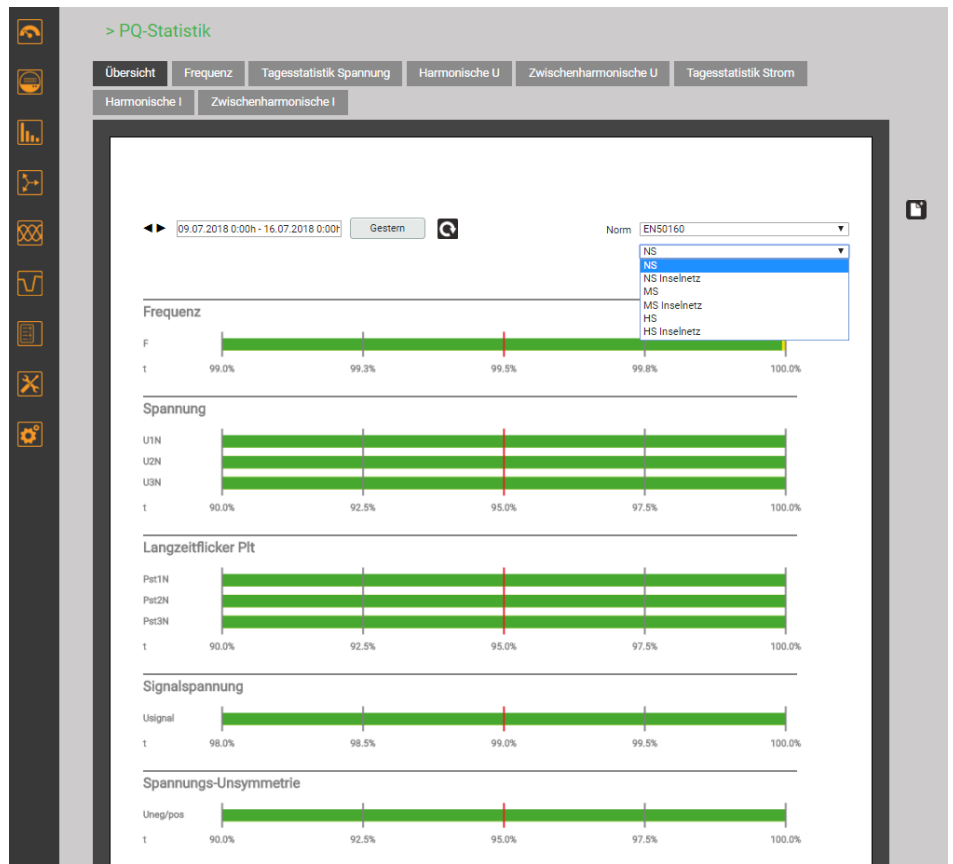 > PQ-Statistik
Übersicht Frequenz Tagesstatistik Spannung Harmonische U Zwischenharmonische U Tagesstatistik Strom
Harmonische I Zwischenharmonische I
09.07.2018 0:00h - 16.07.2018 0:00h Gestern Norm EN50160
NS
NS
NS Inselnetz
MS
MS Inselnetz
HS
HS Inselnetz
Frequenz
F
t 99.0% 99.3% 99.5% 99.8% 100.0%
Spannung
U1N
U2N
U3N
t 90.0% 92.5% 95.0% 97.5% 100.0%
Langzeitflicker Plt
Pst1N
Pst2N
Pst3N
t 90.0% 92.5% 95.0% 97.5% 100.0%
Signalspannung
Usignal
t 98.0% 98.5% 99.0% 99.5% 100.0%
Spannungs-Unsymmetrie
Uneg/pos
t 90.0% 92.5% 95.0% 97.5% 100.0%